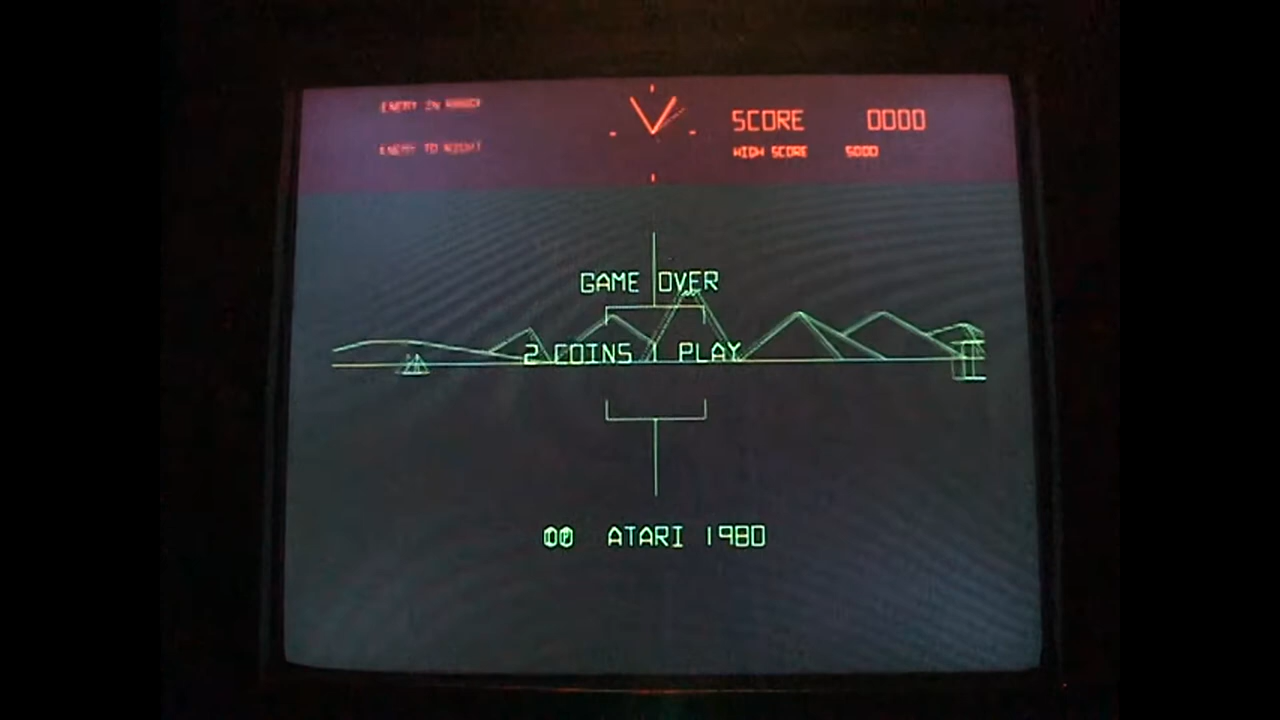 ENEMY IN RANGE
SCORE 0000
ENEMY TO RIGHT
HIGH SCORE 5000
GAME OVER
2 COINS 1 PLAY
©℗ ATARI 1980